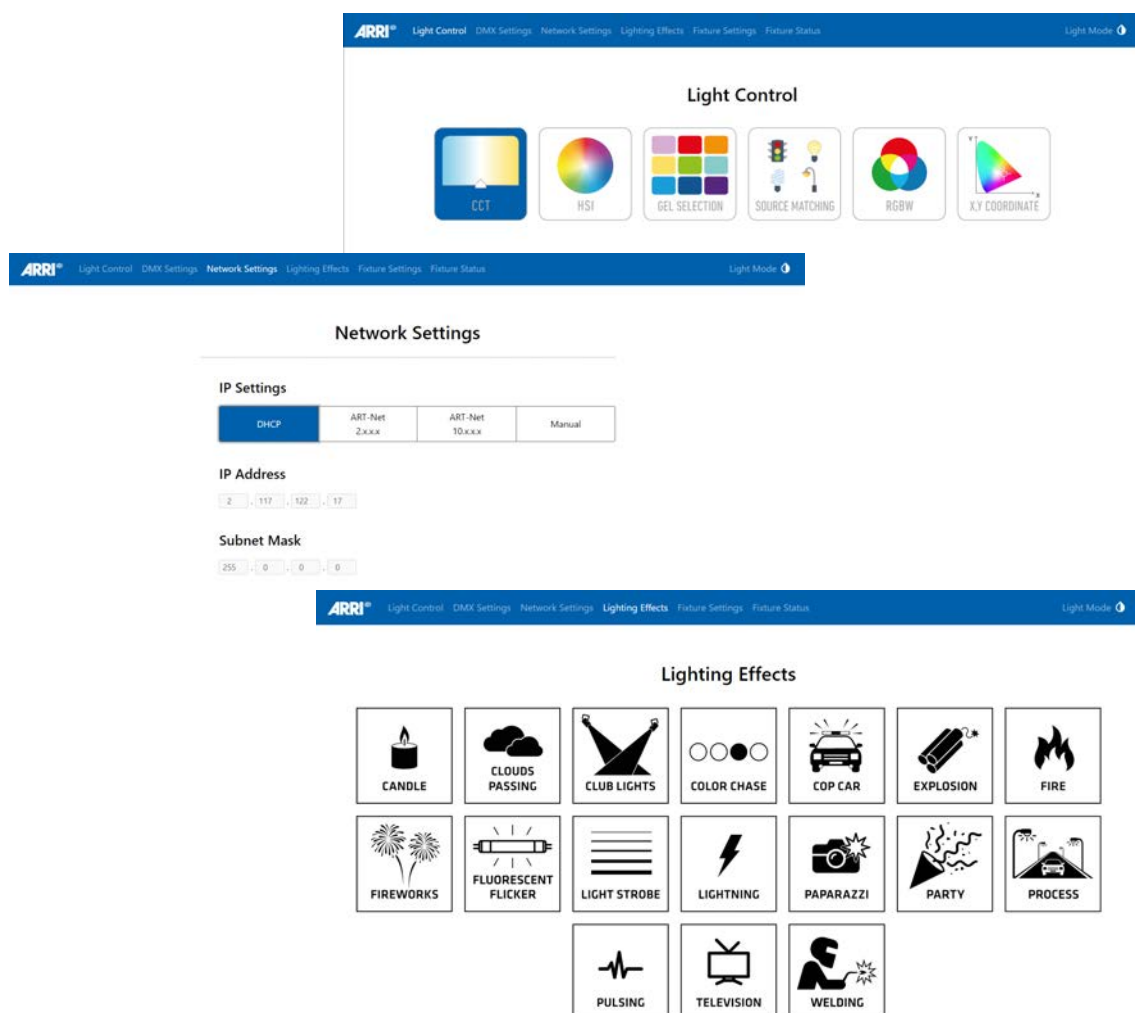 ARRI® Light Control DMX Settings Network Settings Lighting Effects Fixture Settings Fixture Status Light Mode
Light Control
CCT HSI GEL SELECTION SOURCE MATCHING RGBW X,Y COORDINATE
Y
X
ARRI® Light Control DMX Settings Network Settings Lighting Effects Fixture Settings Fixture Status Light Mode
Network Settings
IP Settings
DHCP ART-Net 2.x.x.x ART-Net 10.x.x.x Manual
IP Address
2 . 117 . 122 . 17
Subnet Mask
255 . 0 . 0 . 0
ARRI® Light Control DMX Settings Network Settings Lighting Effects Fixture Settings Fixture Status Light Mode
Lighting Effects
CANDLE CLOUDS PASSING CLUB LIGHTS COLOR CHASE COP CAR EXPLOSION FIRE
FIREWORKS FLUORESCENT FLICKER LIGHT STROBE LIGHTNING PAPARAZZI PARTY PROCESS
PULSING TELEVISION WELDING